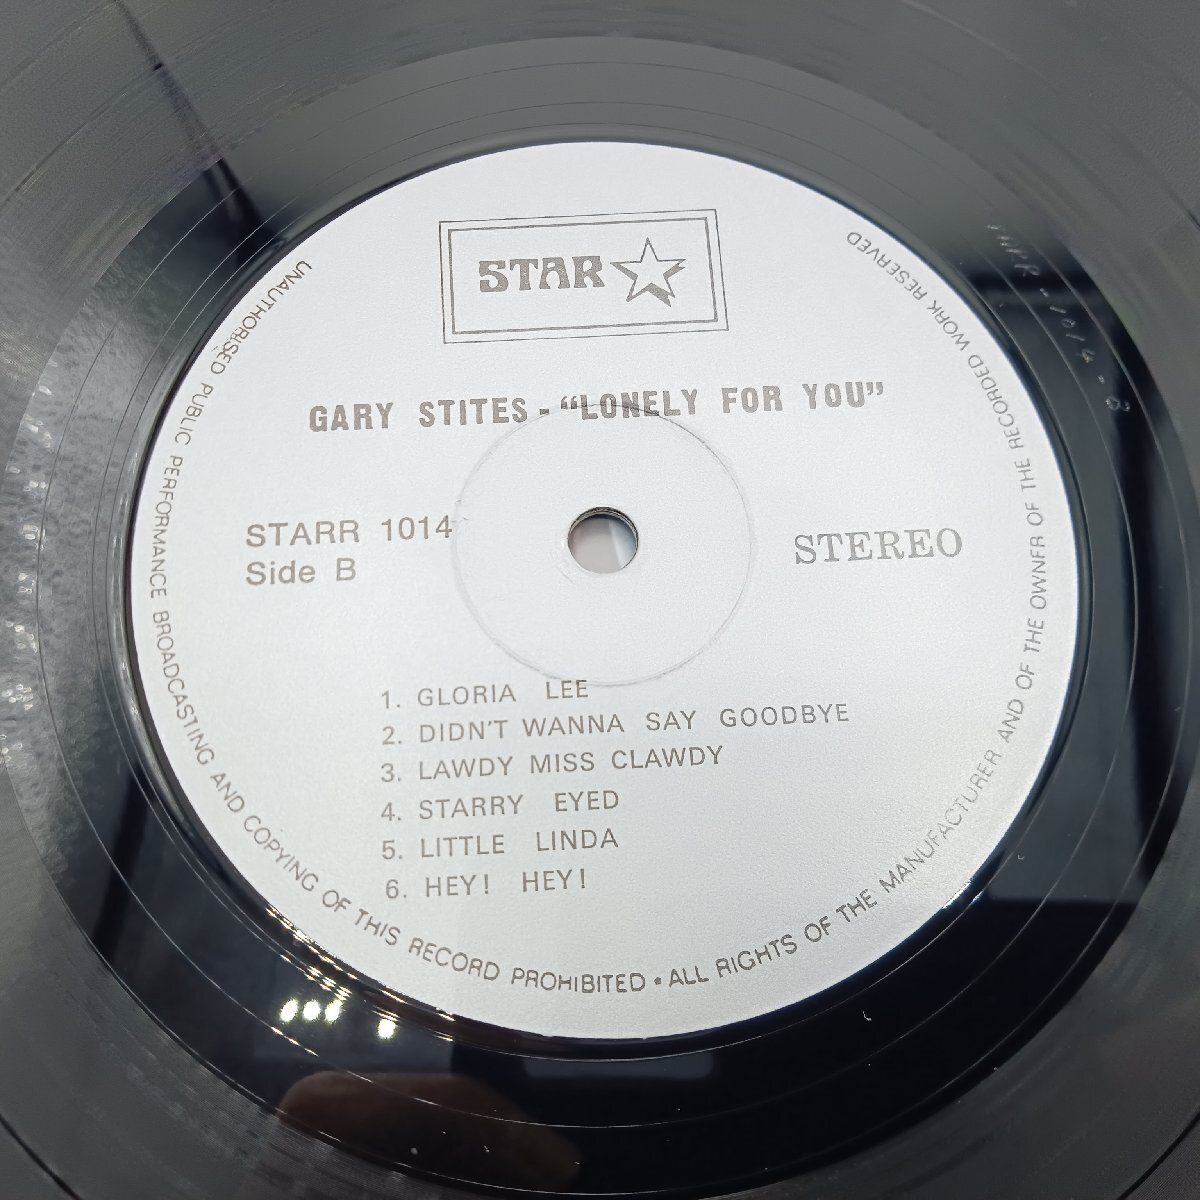 STAR
GARY STITES - "LONELY FOR YOU"
STARR 1014
Side B
STEREO
1. GLORIA LEE
2. DIDN'T WANNA SAY GOODBYE
3. LAWDY MISS CLAWDY
4. STARRY EYED
5. LITTLE LINDA
6. HEY! HEY!
UNAUTHORISED PUBLIC PERFORMANCE BROADCASTING AND COPYING OF THIS RECORD PROHIBITED • ALL RIGHTS OF THE MANUFACTURER AND OF THE OWNER OF THE RECORDED WORK RESERVED